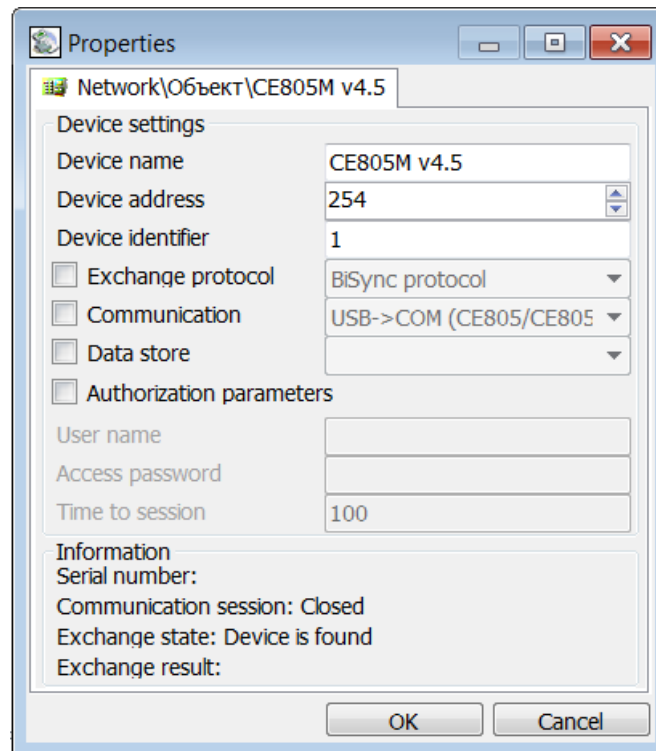 Properties
Network\Объект\CE805M v4.5
Device settings
Device name CE805M v4.5
Device address 254
Device identifier 1
Exchange protocol BiSync protocol
Communication USB->COM (CE805/CE805
Data store
Authorization parameters
User name
Access password
Time to session 100
Information
Serial number:
Communication session: Closed
Exchange state: Device is found
Exchange result:
OK Cancel